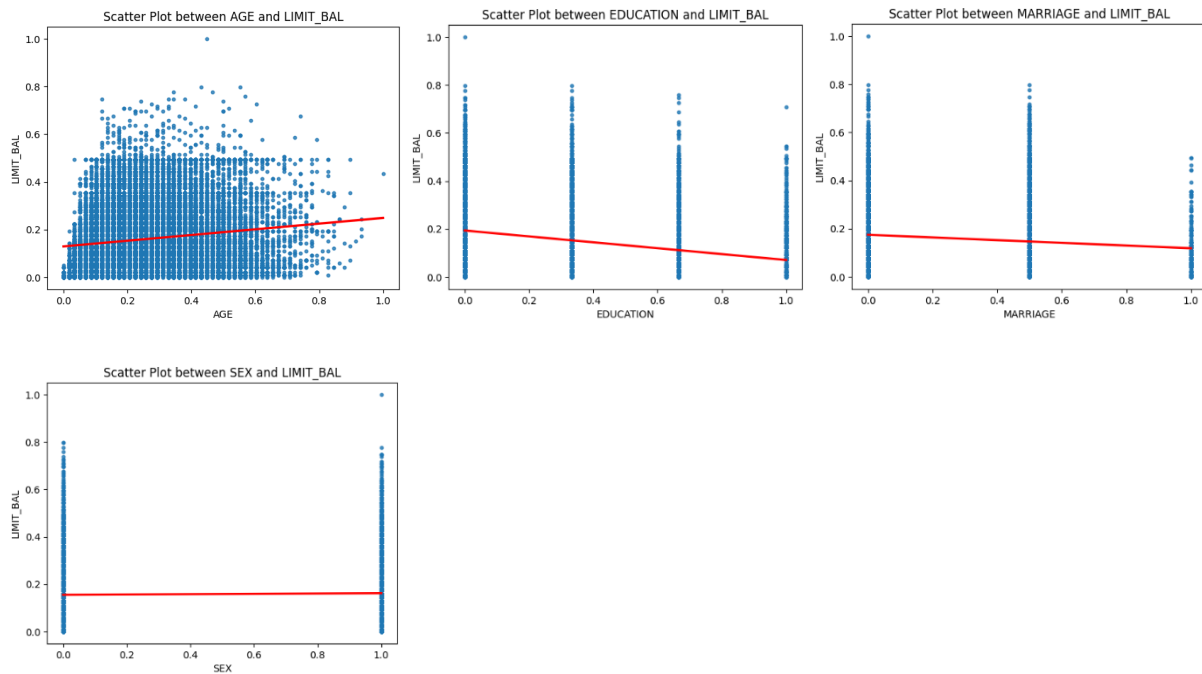 Scatter Plot between AGE and LIMIT_BAL
1.0
0.8
0.6
0.4
0.2
0.0
LIMIT_BAL
0.0 0.2 0.4 0.6 0.8 1.0
AGE
Scatter Plot between EDUCATION and LIMIT_BAL
1.0
0.8
0.6
0.4
0.2
0.0
LIMIT_BAL
0.0 0.2 0.4 0.6 0.8 1.0
EDUCATION
Scatter Plot between MARRIAGE and LIMIT_BAL
1.0
0.8
0.6
0.4
0.2
0.0
LIMIT_BAL
0.0 0.2 0.4 0.6 0.8 1.0
MARRIAGE
Scatter Plot between SEX and LIMIT_BAL
1.0
0.8
0.6
0.4
0.2
0.0
LIMIT_BAL
0.0 0.2 0.4 0.6 0.8 1.0
SEX